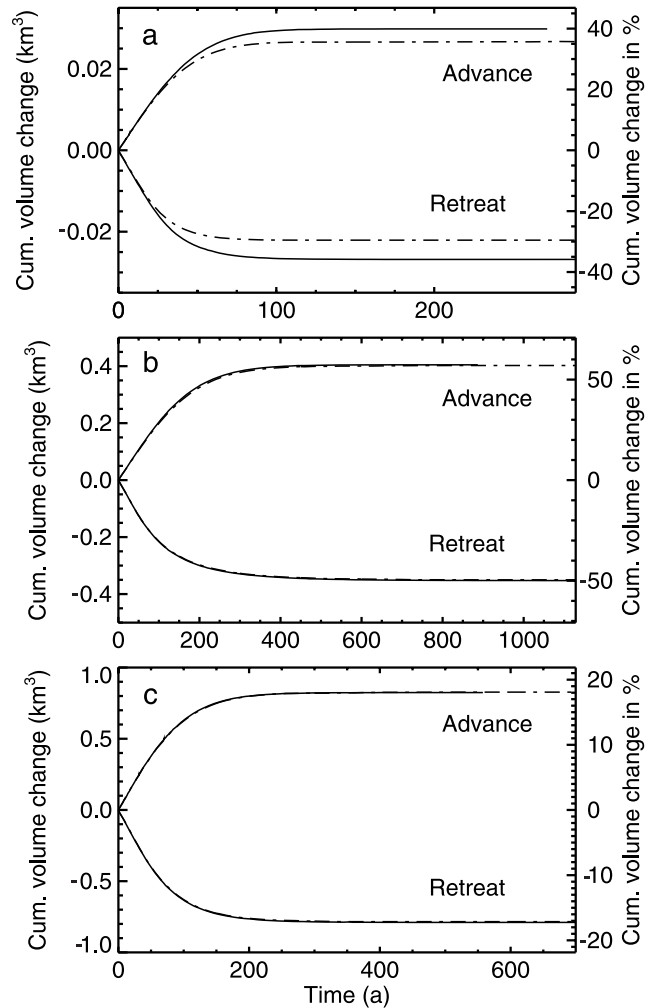 a
Cum. volume change (km³)
0.02
0.00
-0.02
Advance
Retreat
40
20
0
-20
-40
Cum. volume change in %
0
100
200
b
Cum. volume change (km³)
0.4
0.2
0.0
-0.2
-0.4
Advance
Retreat
50
0
-50
Cum. volume change in %
0
200
400
600
800
1000
c
Cum. volume change (km³)
1.0
0.5
0.0
-0.5
-1.0
Advance
Retreat
20
10
0
-10
-20
Cum. volume change in %
0
200
400
600
Time (a)